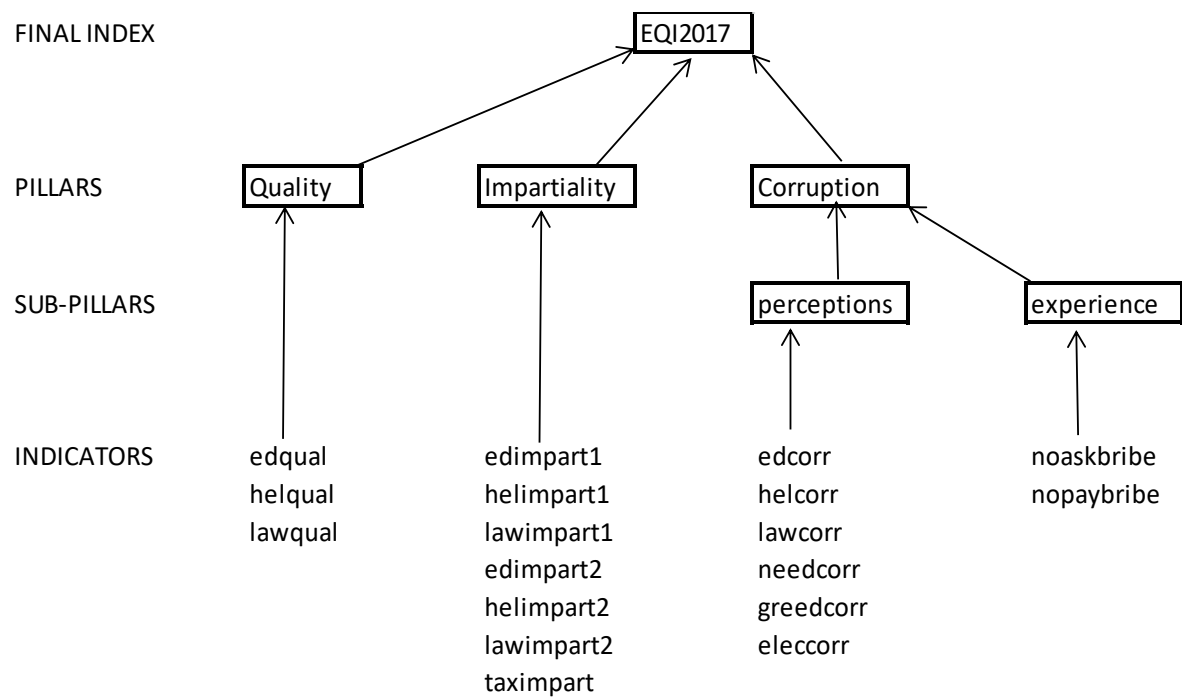 FINAL INDEX EQI2017
PILLARS Quality Impartiality Corruption
SUB-PILLARS perceptions experience
INDICATORS edqual edimpart1 edcorr noaskbribe
helqual helimpart1 helcorr nopaybribe
lawqual lawimpart1 lawcorr
edimpart2 needcorr
helimpart2 greedcorr
lawimpart2 eleccorr
taximpart